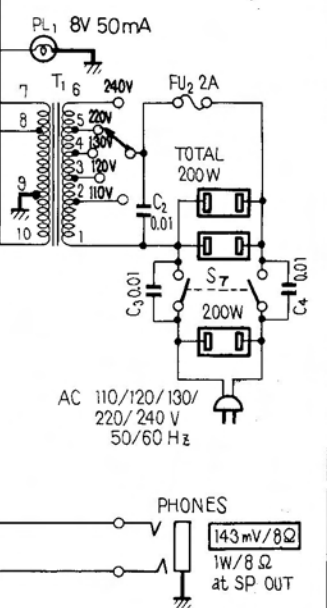 PL1 8V 50mA
T1
7
8
9
10
6
5
4
3
2
1
240V
220V
130V
120V
110V
FU2 2A
C2
0.01
TOTAL
200W
C3 0.01
S7
C4
0.01
200W
AC 110/120/130/
220/240 V
50/60 Hz
PHONES
143mV/8Ω
1W/8Ω
at SP OUT